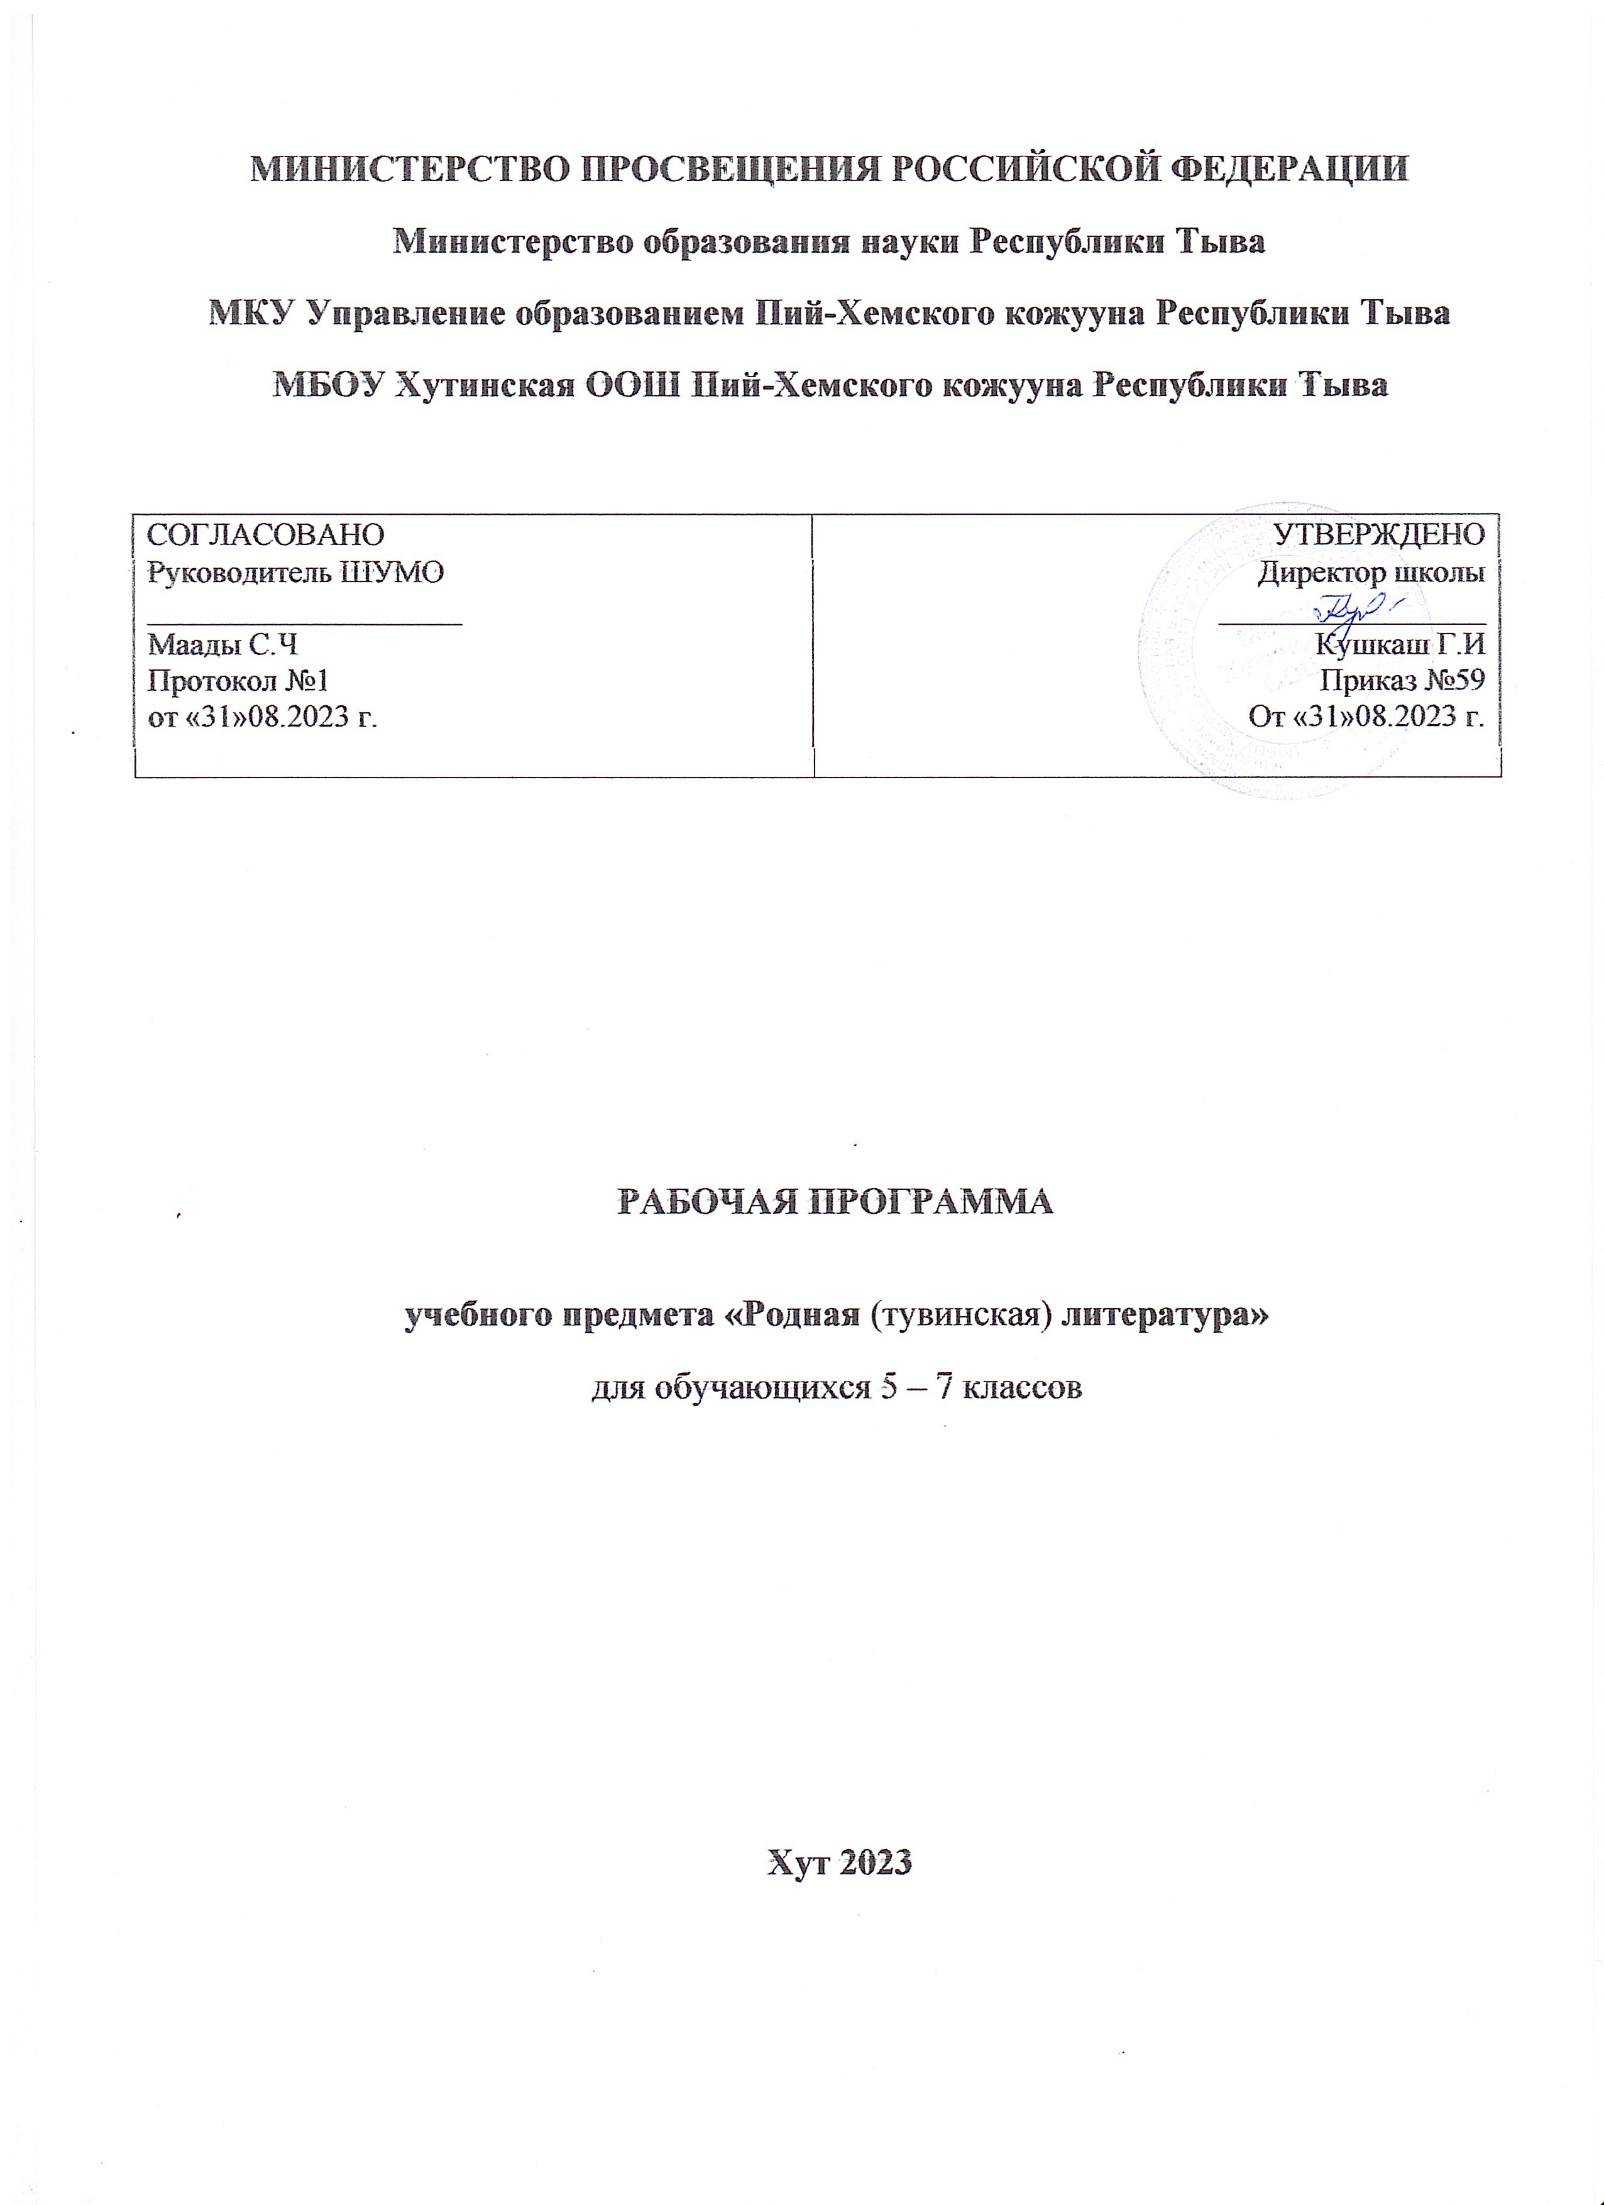 МИНИСТЕРСТВО ПРОСВЕЩЕНИЯ РОССИЙСКОЙ ФЕДЕРАЦИИ
Министерство образования науки Республики Тыва
МКУ Управление образованием Пий-Хемского кожууна Республики Тыва
МБОУ Хутинская ООШ Пий-Хемского кожууна Республики Тыва
СОГЛАСОВАНО
Руководитель ШУМО
Маады С.Ч
Протокол №1
от «31»08.2023 г.
УТВЕРЖДЕНО
Директор школы
Кушкаш Г.И
Приказ №59
От «31»08.2023 г.
РАБОЧАЯ ПРОГРАММА
учебного предмета «Родная (тувинская) литература»
для обучающихся 5 – 7 классов
Хут 2023